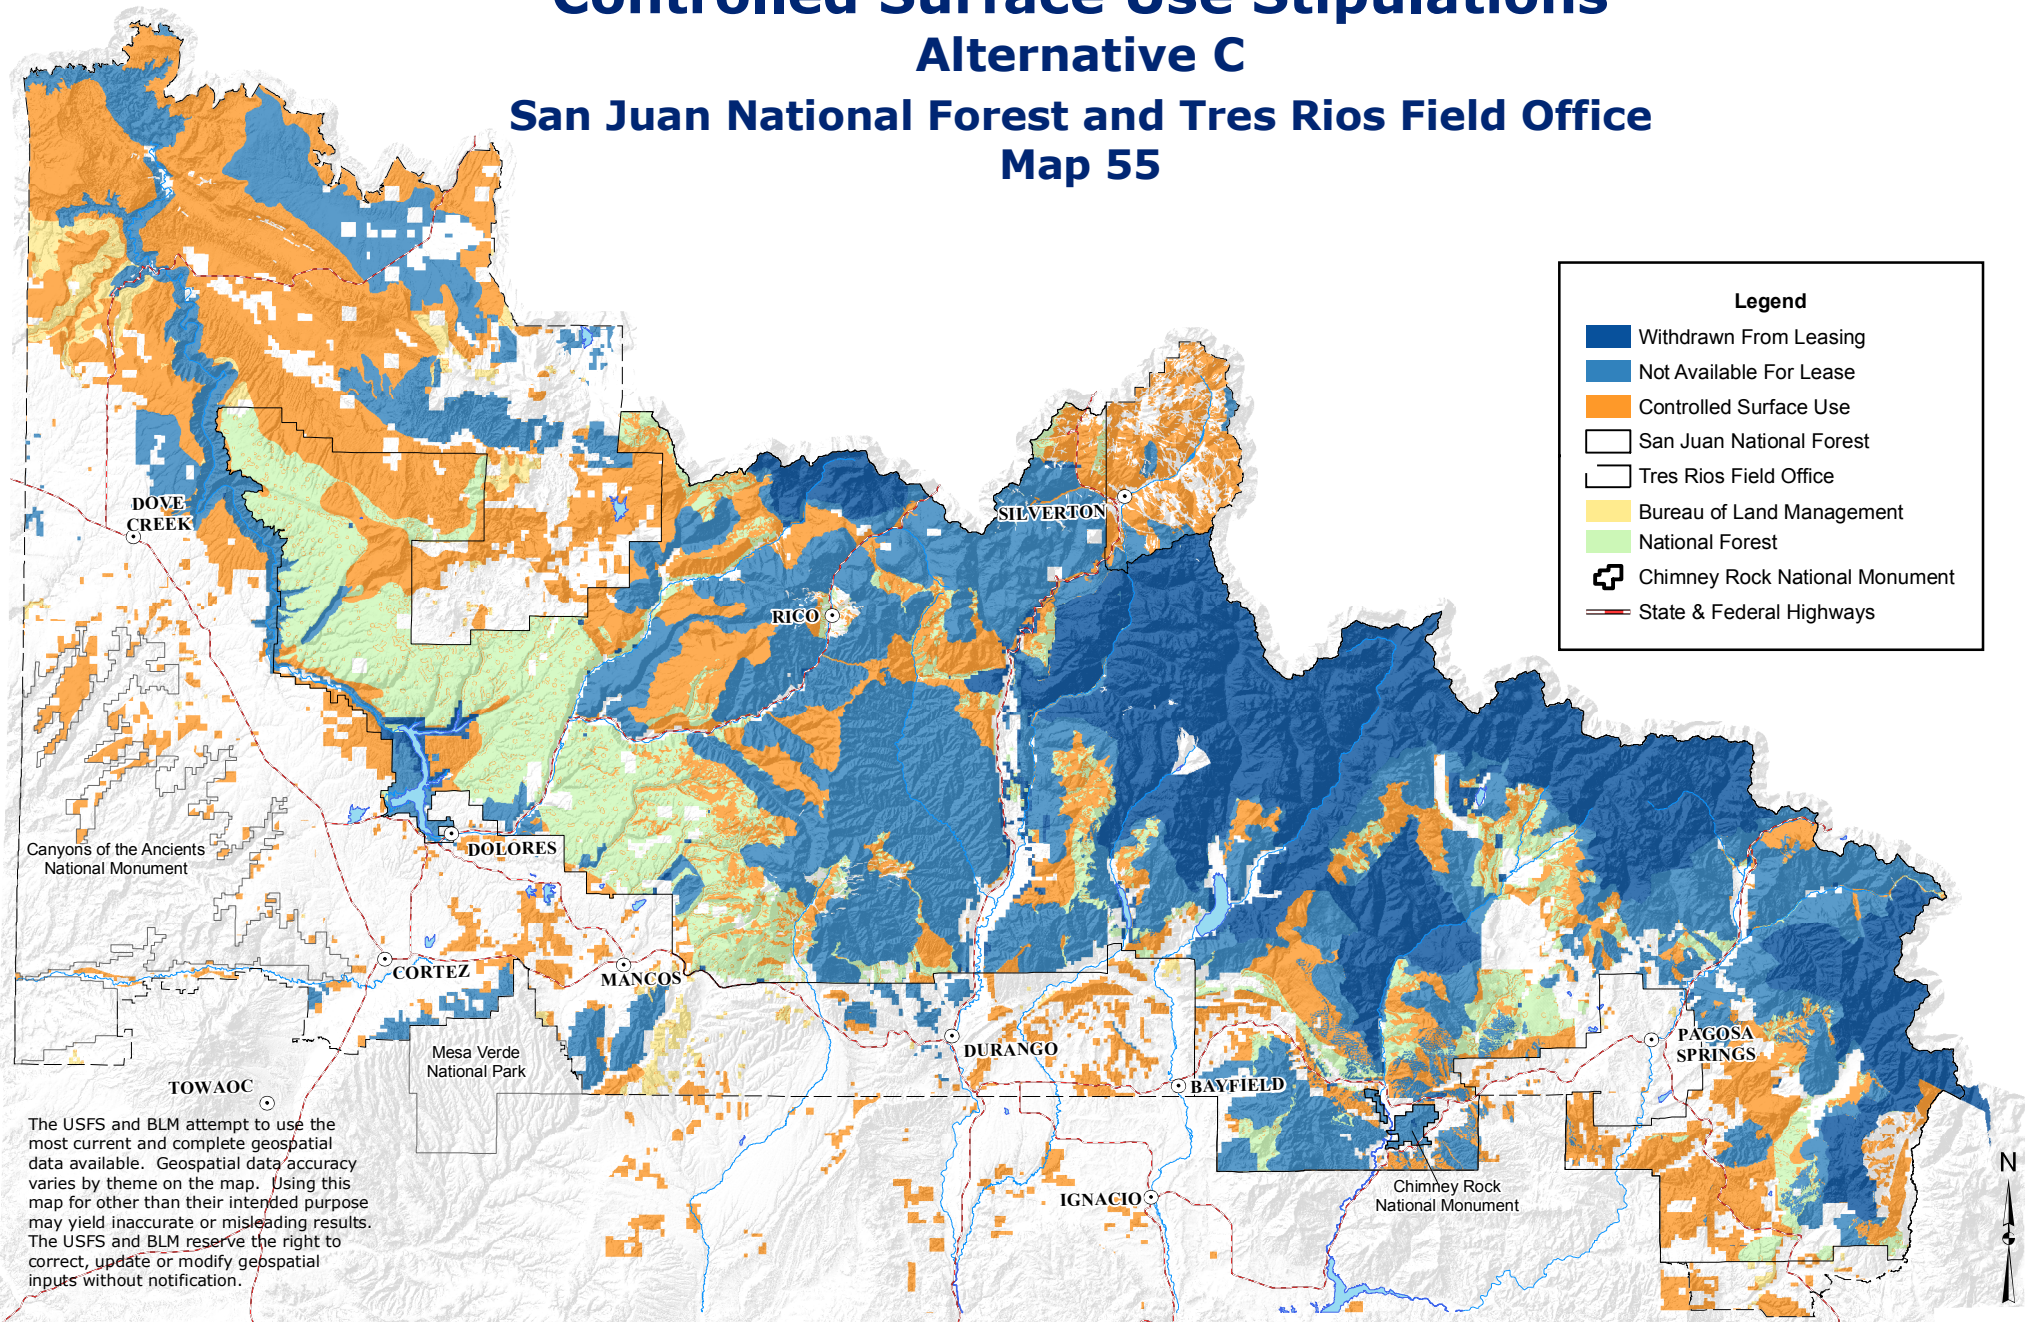 Controlled Surface Use Stipulations
Alternative C
San Juan National Forest and Tres Rios Field Office
Map 55
Legend
Withdrawn From Leasing
Not Available For Lease
Controlled Surface Use
San Juan National Forest
Tres Rios Field Office
Bureau of Land Management
National Forest
Chimney Rock National Monument
State & Federal Highways
DOVE
CREEK
SILVERTON
RICO
Canyons of the Ancients
National Monument
DOLORES
CORTEZ
MANCOS
Mesa Verde
National Park
DURANGO
PAGOSA
SPRINGS
BAYFIELD
TOWAOC
IGNACIO
Chimney Rock
National Monument
The USFS and BLM attempt to use the
most current and complete geospatial
data available.  Geospatial data accuracy
varies by theme on the map.  Using this
map for other than their intended purpose
may yield inaccurate or misleading results.
The USFS and BLM reserve the right to
correct, update or modify geospatial
inputs without notification.
N